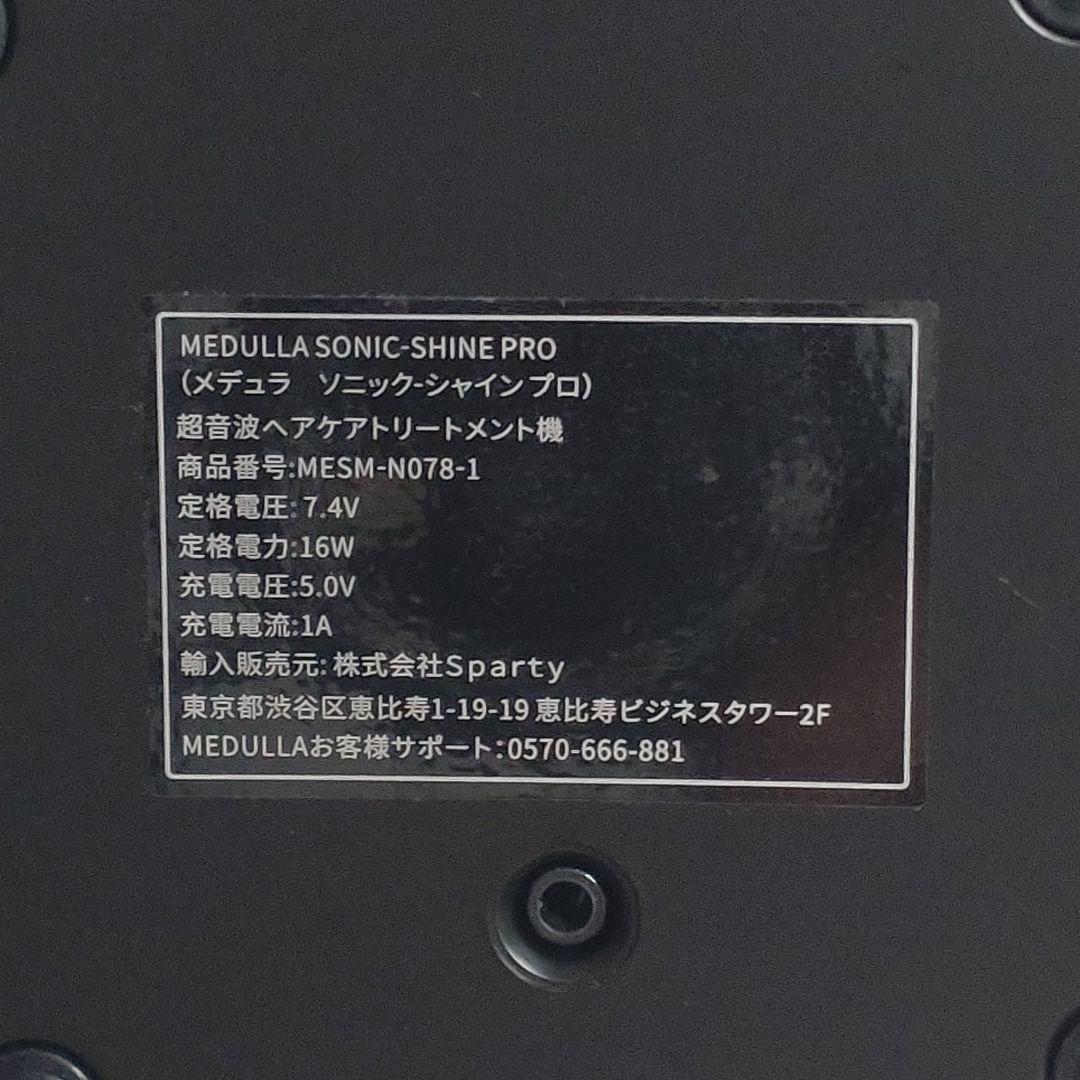 MEDULLA SONIC-SHINE PRO
（メデュラ　ソニック-シャイン プロ）
超音波ヘアケアトリートメント機
商品番号:MESM-N078-1
定格電圧: 7.4V
定格電力:16W
充電電圧:5.0V
充電電流:1A
輸入販売元: 株式会社Sparty
東京都渋谷区恵比寿1-19-19 恵比寿ビジネスタワー2F
MEDULLAお客様サポート：0570-666-881